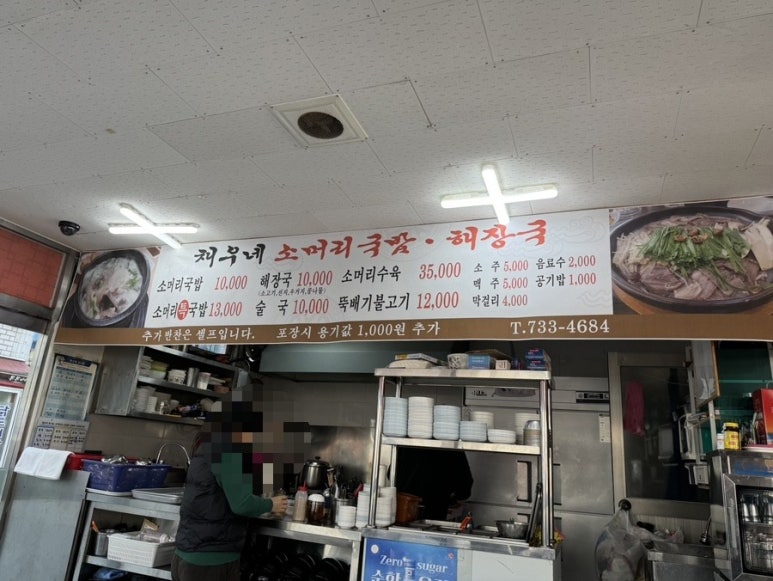 채우네 소머리국밥 · 해장국
소머리국밥 10,000 해장국 10,000 소머리수육 35,000 소주 5,000 음료수 2,000
(소고기,선지,우거지,콩나물)
맥주 5,000 공기밥 1,000
소머리특국밥 13,000 술국 10,000 뚝배기불고기 12,000 막걸리 4,000
추가반찬은 셀프입니다. 포장시 용기값 1,000원 추가 T.733-4684
Zero sugar